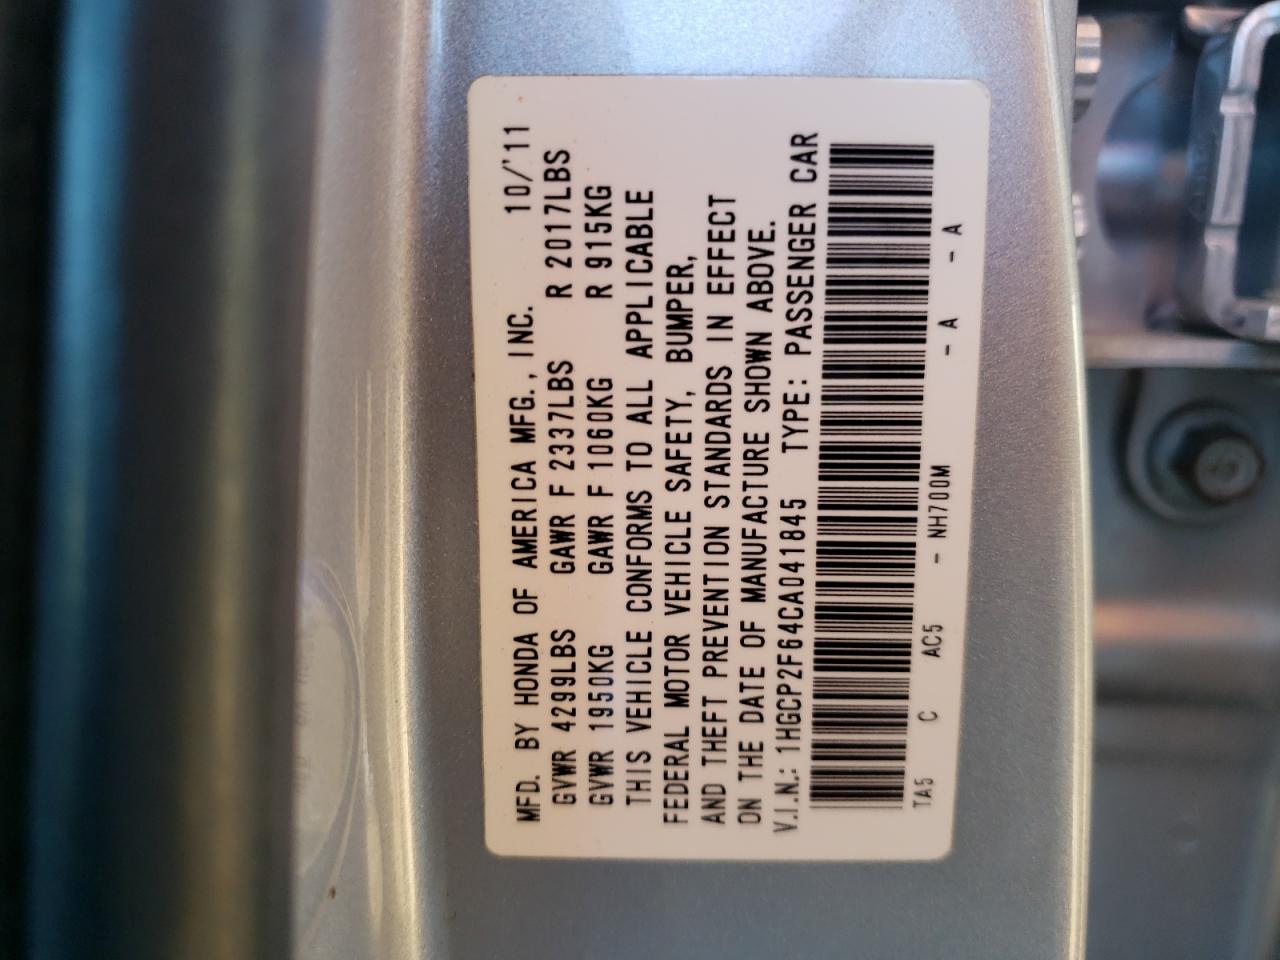 MFD. BY HONDA OF AMERICA MFG., INC. 10/'11
GVWR 4299LBS GAWR F 2337LBS R 2017LBS
GVWR 1950KG GAWR F 1060KG R 915KG
THIS VEHICLE CONFORMS TO ALL APPLICABLE
FEDERAL MOTOR VEHICLE SAFETY, BUMPER,
AND THEFT PREVENTION STANDARDS IN EFFECT
ON THE DATE OF MANUFACTURE SHOWN ABOVE.
V.I.N.: 1HGCP2F64CA041845 TYPE: PASSENGER CAR
TA5 C AC5 - NH700M - A - A